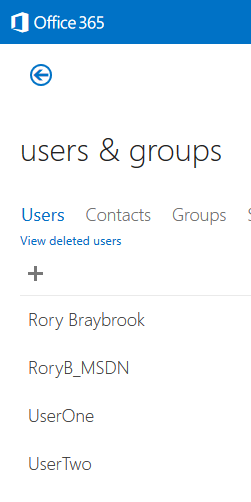 Office 365
users & groups
Users Contacts Groups
View deleted users
Rory Braybrook
RoryB_MSDN
UserOne
UserTwo